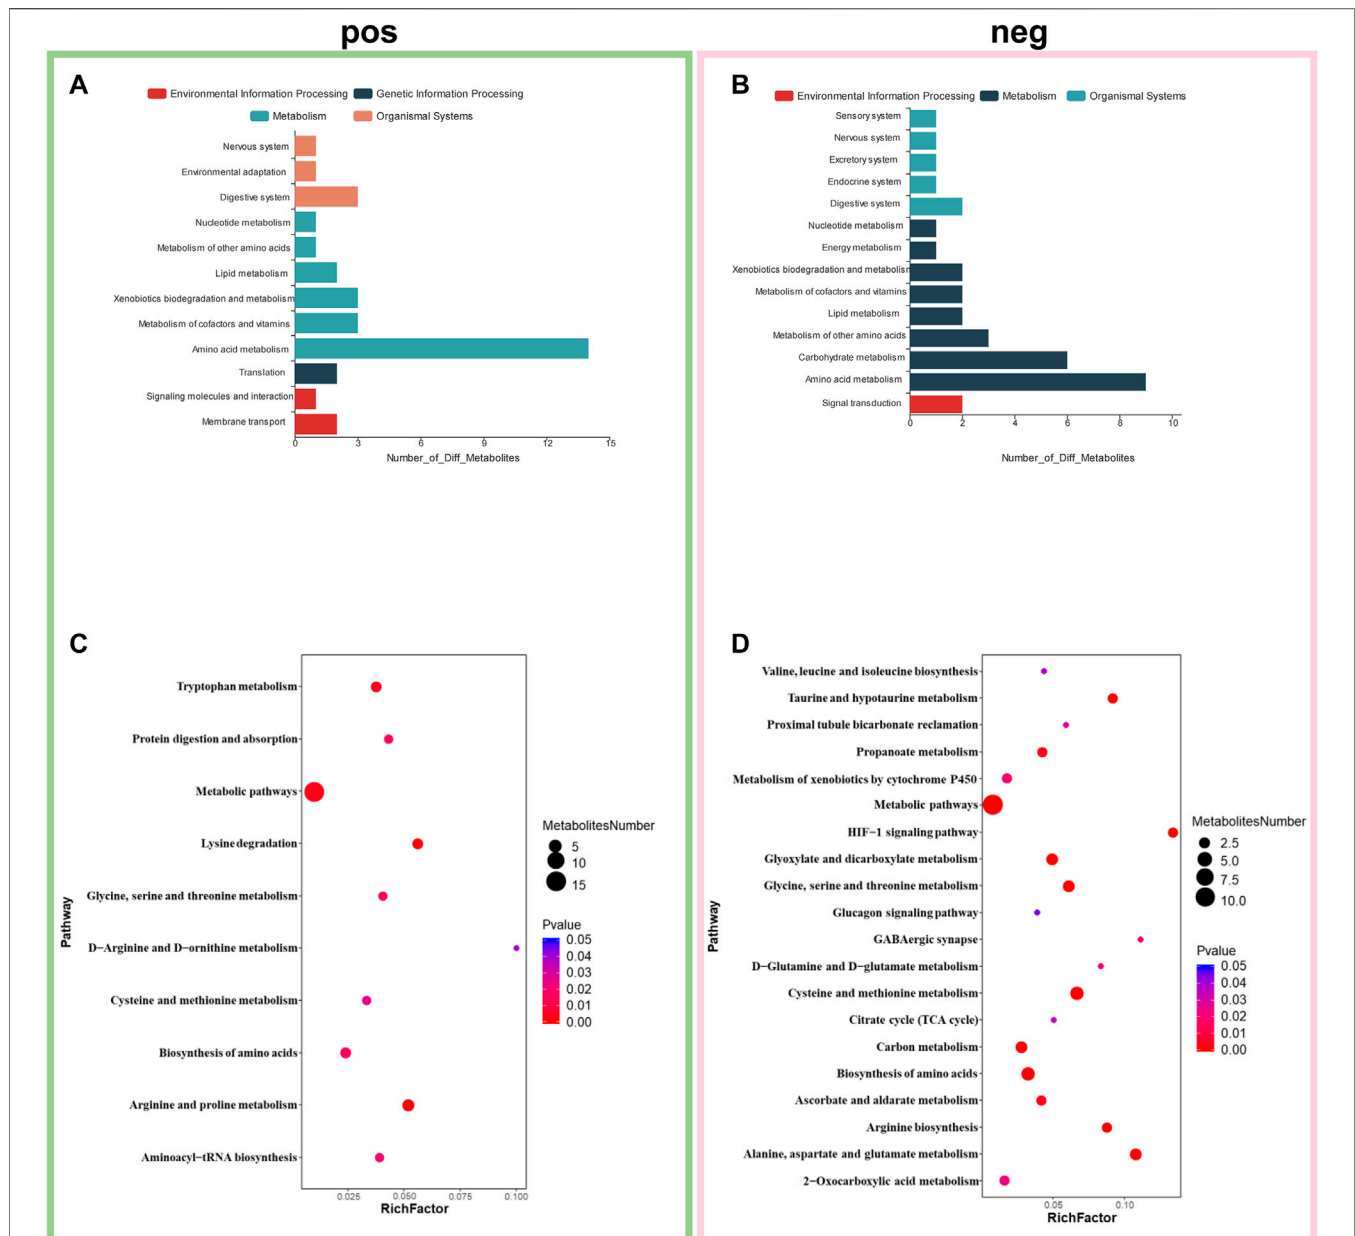 pos
neg
A
Environmental Information Processing
Genetic Information Processing
Metabolism
Organismal Systems
Nervous system
Environmental adaptation
Digestive system
Nucleotide metabolism
Metabolism of other amino acids
Lipid metabolism
Xenobiotics biodegradation and metabolism
Metabolism of cofactors and vitamins
Amino acid metabolism
Translation
Signaling molecules and interaction
Membrane transport
0 3 6 9 12 15
Number_of_Diff_Metabolites
B
Environmental Information Processing
Metabolism
Organismal Systems
Sensory system
Nervous system
Excretory system
Endocrine system
Digestive system
Nucleotide metabolism
Energy metabolism
Xenobiotics biodegradation and metabolism
Metabolism of cofactors and vitamins
Lipid metabolism
Metabolism of other amino acids
Carbohydrate metabolism
Amino acid metabolism
Signal transduction
0 2 4 6 8 10
Number_of_Diff_Metabolites
C
Pathway
Tryptophan metabolism
Protein digestion and absorption
Metabolic pathways
Lysine degradation
Glycine, serine and threonine metabolism
D−Arginine and D−ornithine metabolism
Cysteine and methionine metabolism
Biosynthesis of amino acids
Arginine and proline metabolism
Aminoacyl−tRNA biosynthesis
0.025 0.050 0.075 0.100
RichFactor
MetabolitesNumber
5
10
15
Pvalue
0.05
0.04
0.03
0.02
0.01
0.00
D
Pathway
Valine, leucine and isoleucine biosynthesis
Taurine and hypotaurine metabolism
Proximal tubule bicarbonate reclamation
Propanoate metabolism
Metabolism of xenobiotics by cytochrome P450
Metabolic pathways
HIF−1 signaling pathway
Glyoxylate and dicarboxylate metabolism
Glycine, serine and threonine metabolism
Glucagon signaling pathway
GABAergic synapse
D−Glutamine and D−glutamate metabolism
Cysteine and methionine metabolism
Citrate cycle (TCA cycle)
Carbon metabolism
Biosynthesis of amino acids
Ascorbate and aldarate metabolism
Arginine biosynthesis
Alanine, aspartate and glutamate metabolism
2−Oxocarboxylic acid metabolism
0.05 0.10
RichFactor
MetabolitesNumber
2.5
5.0
7.5
10.0
Pvalue
0.05
0.04
0.03
0.02
0.01
0.00